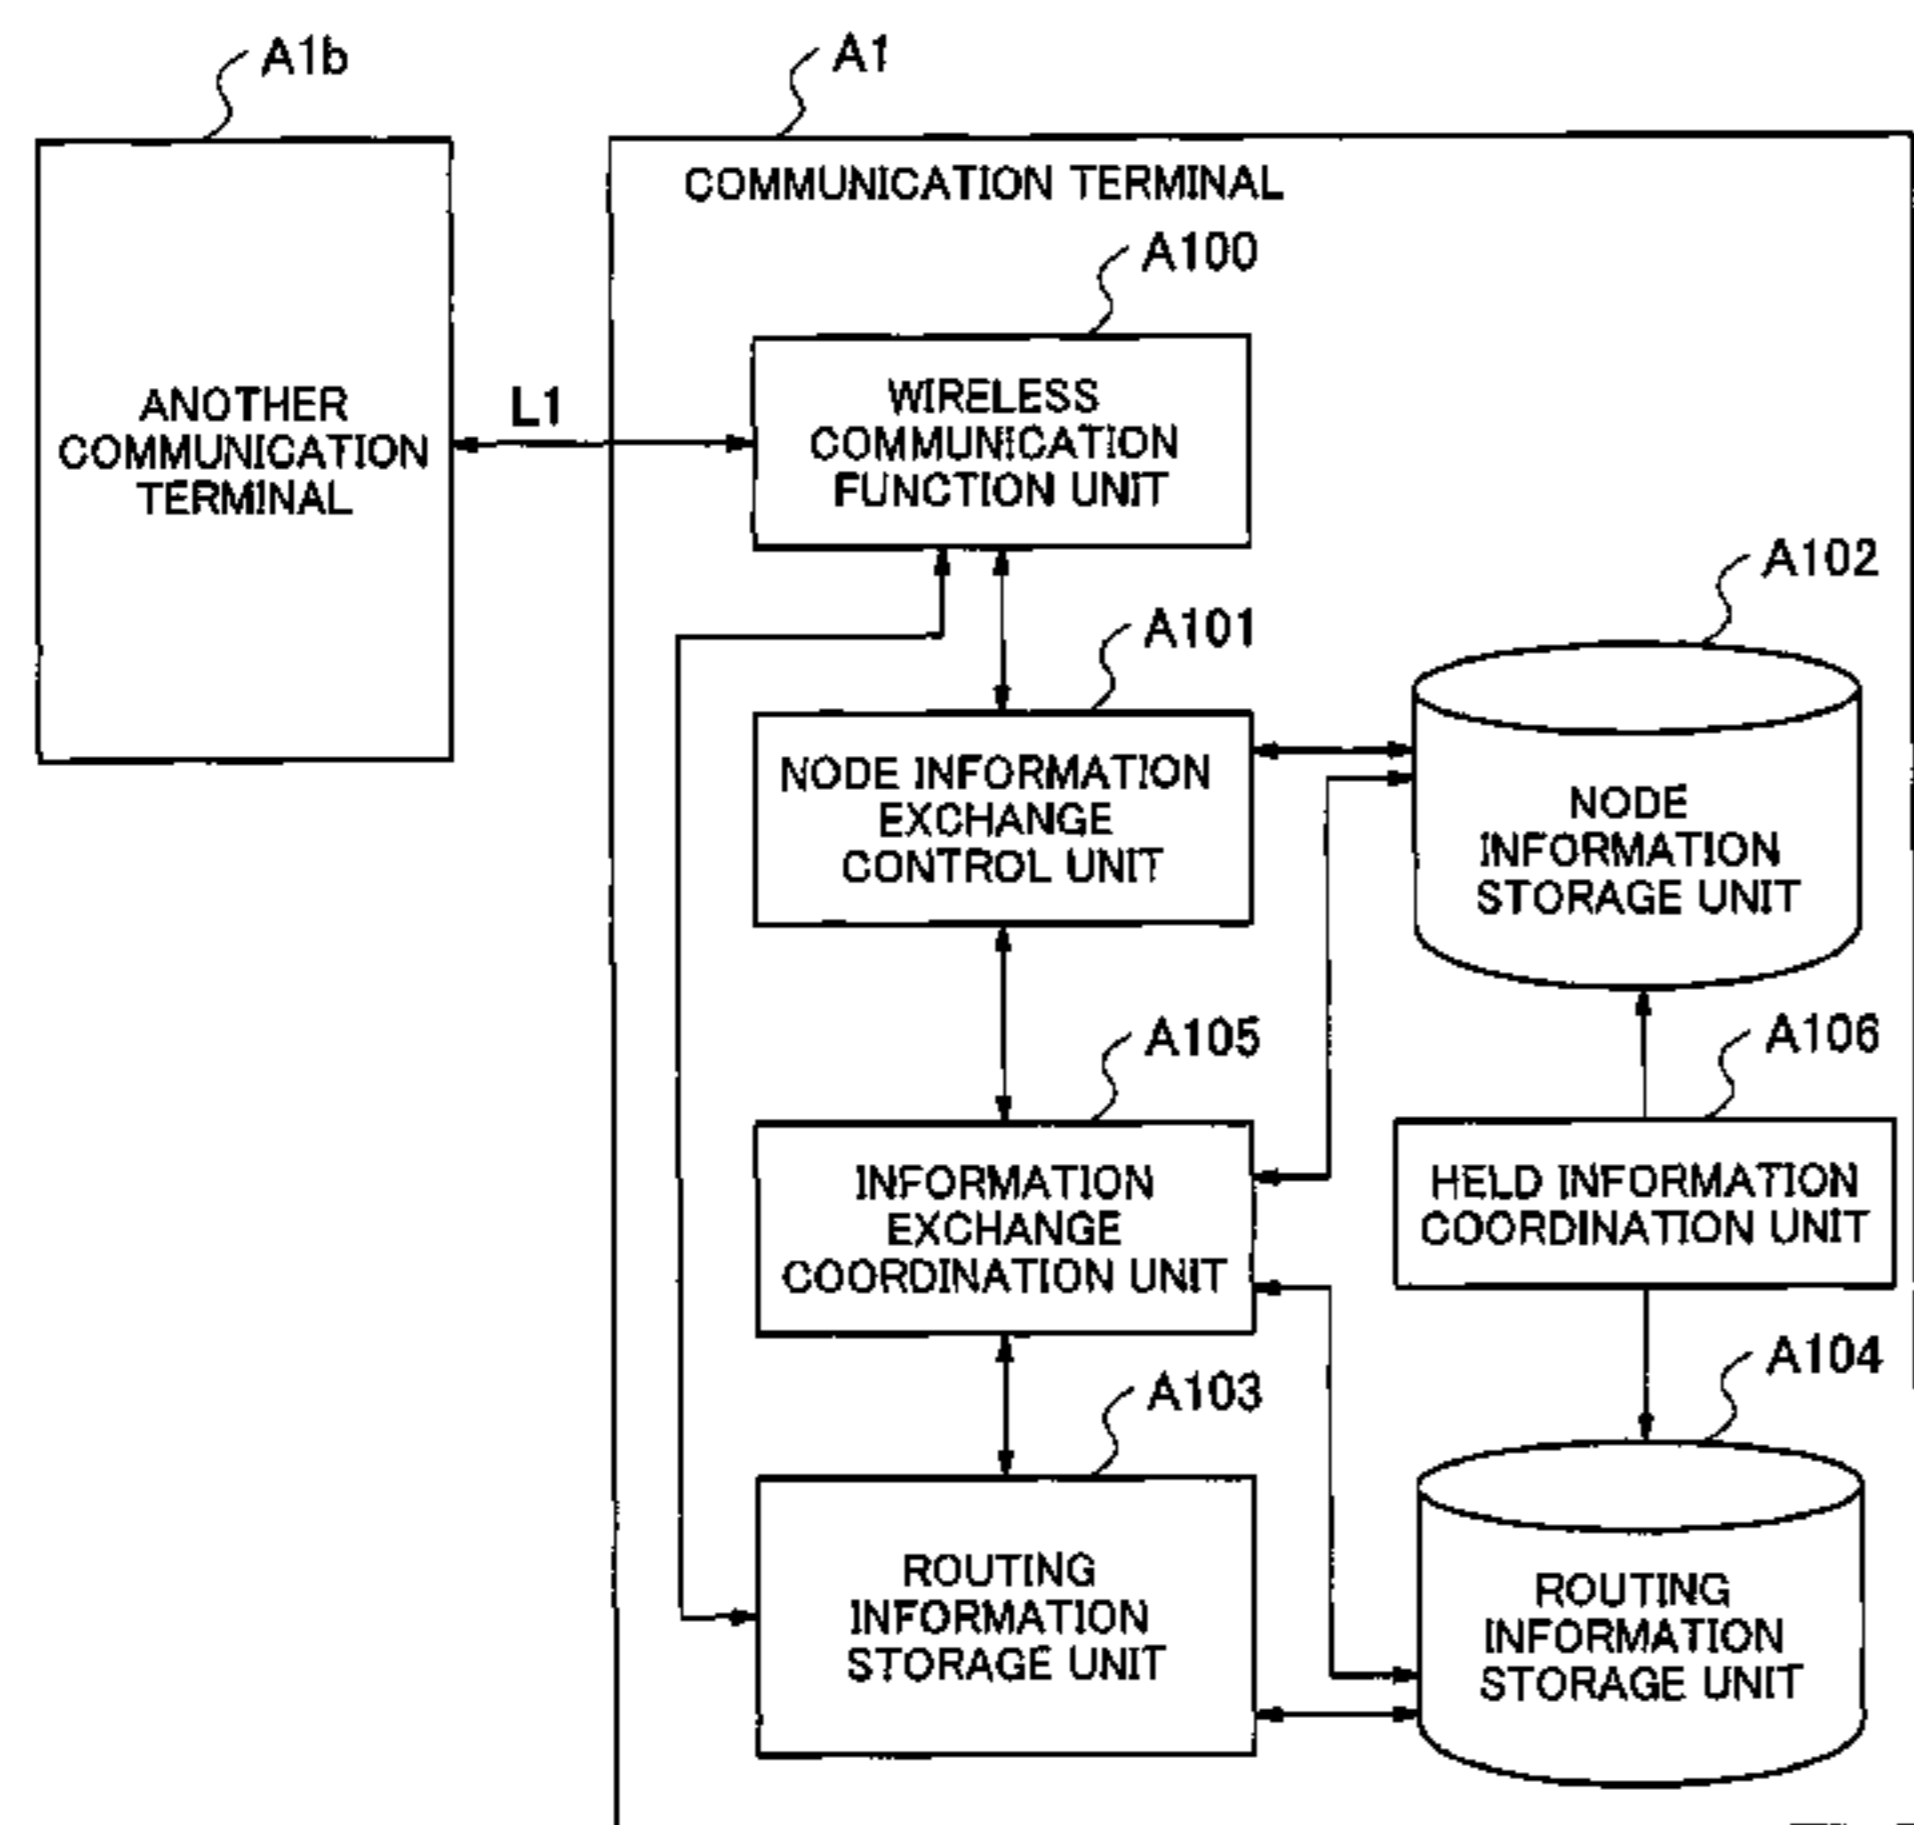 A1b
A1
COMMUNICATION TERMINAL
A100
ANOTHER
COMMUNICATION
TERMINAL
L1
WIRELESS
COMMUNICATION
FUNCTION UNIT
A102
A101
NODE INFORMATION
EXCHANGE
CONTROL UNIT
NODE
INFORMATION
STORAGE UNIT
A105
A106
INFORMATION
EXCHANGE
COORDINATION UNIT
HELD INFORMATION
COORDINATION UNIT
A103
A104
ROUTING
INFORMATION
STORAGE UNIT
ROUTING
INFORMATION
STORAGE UNIT